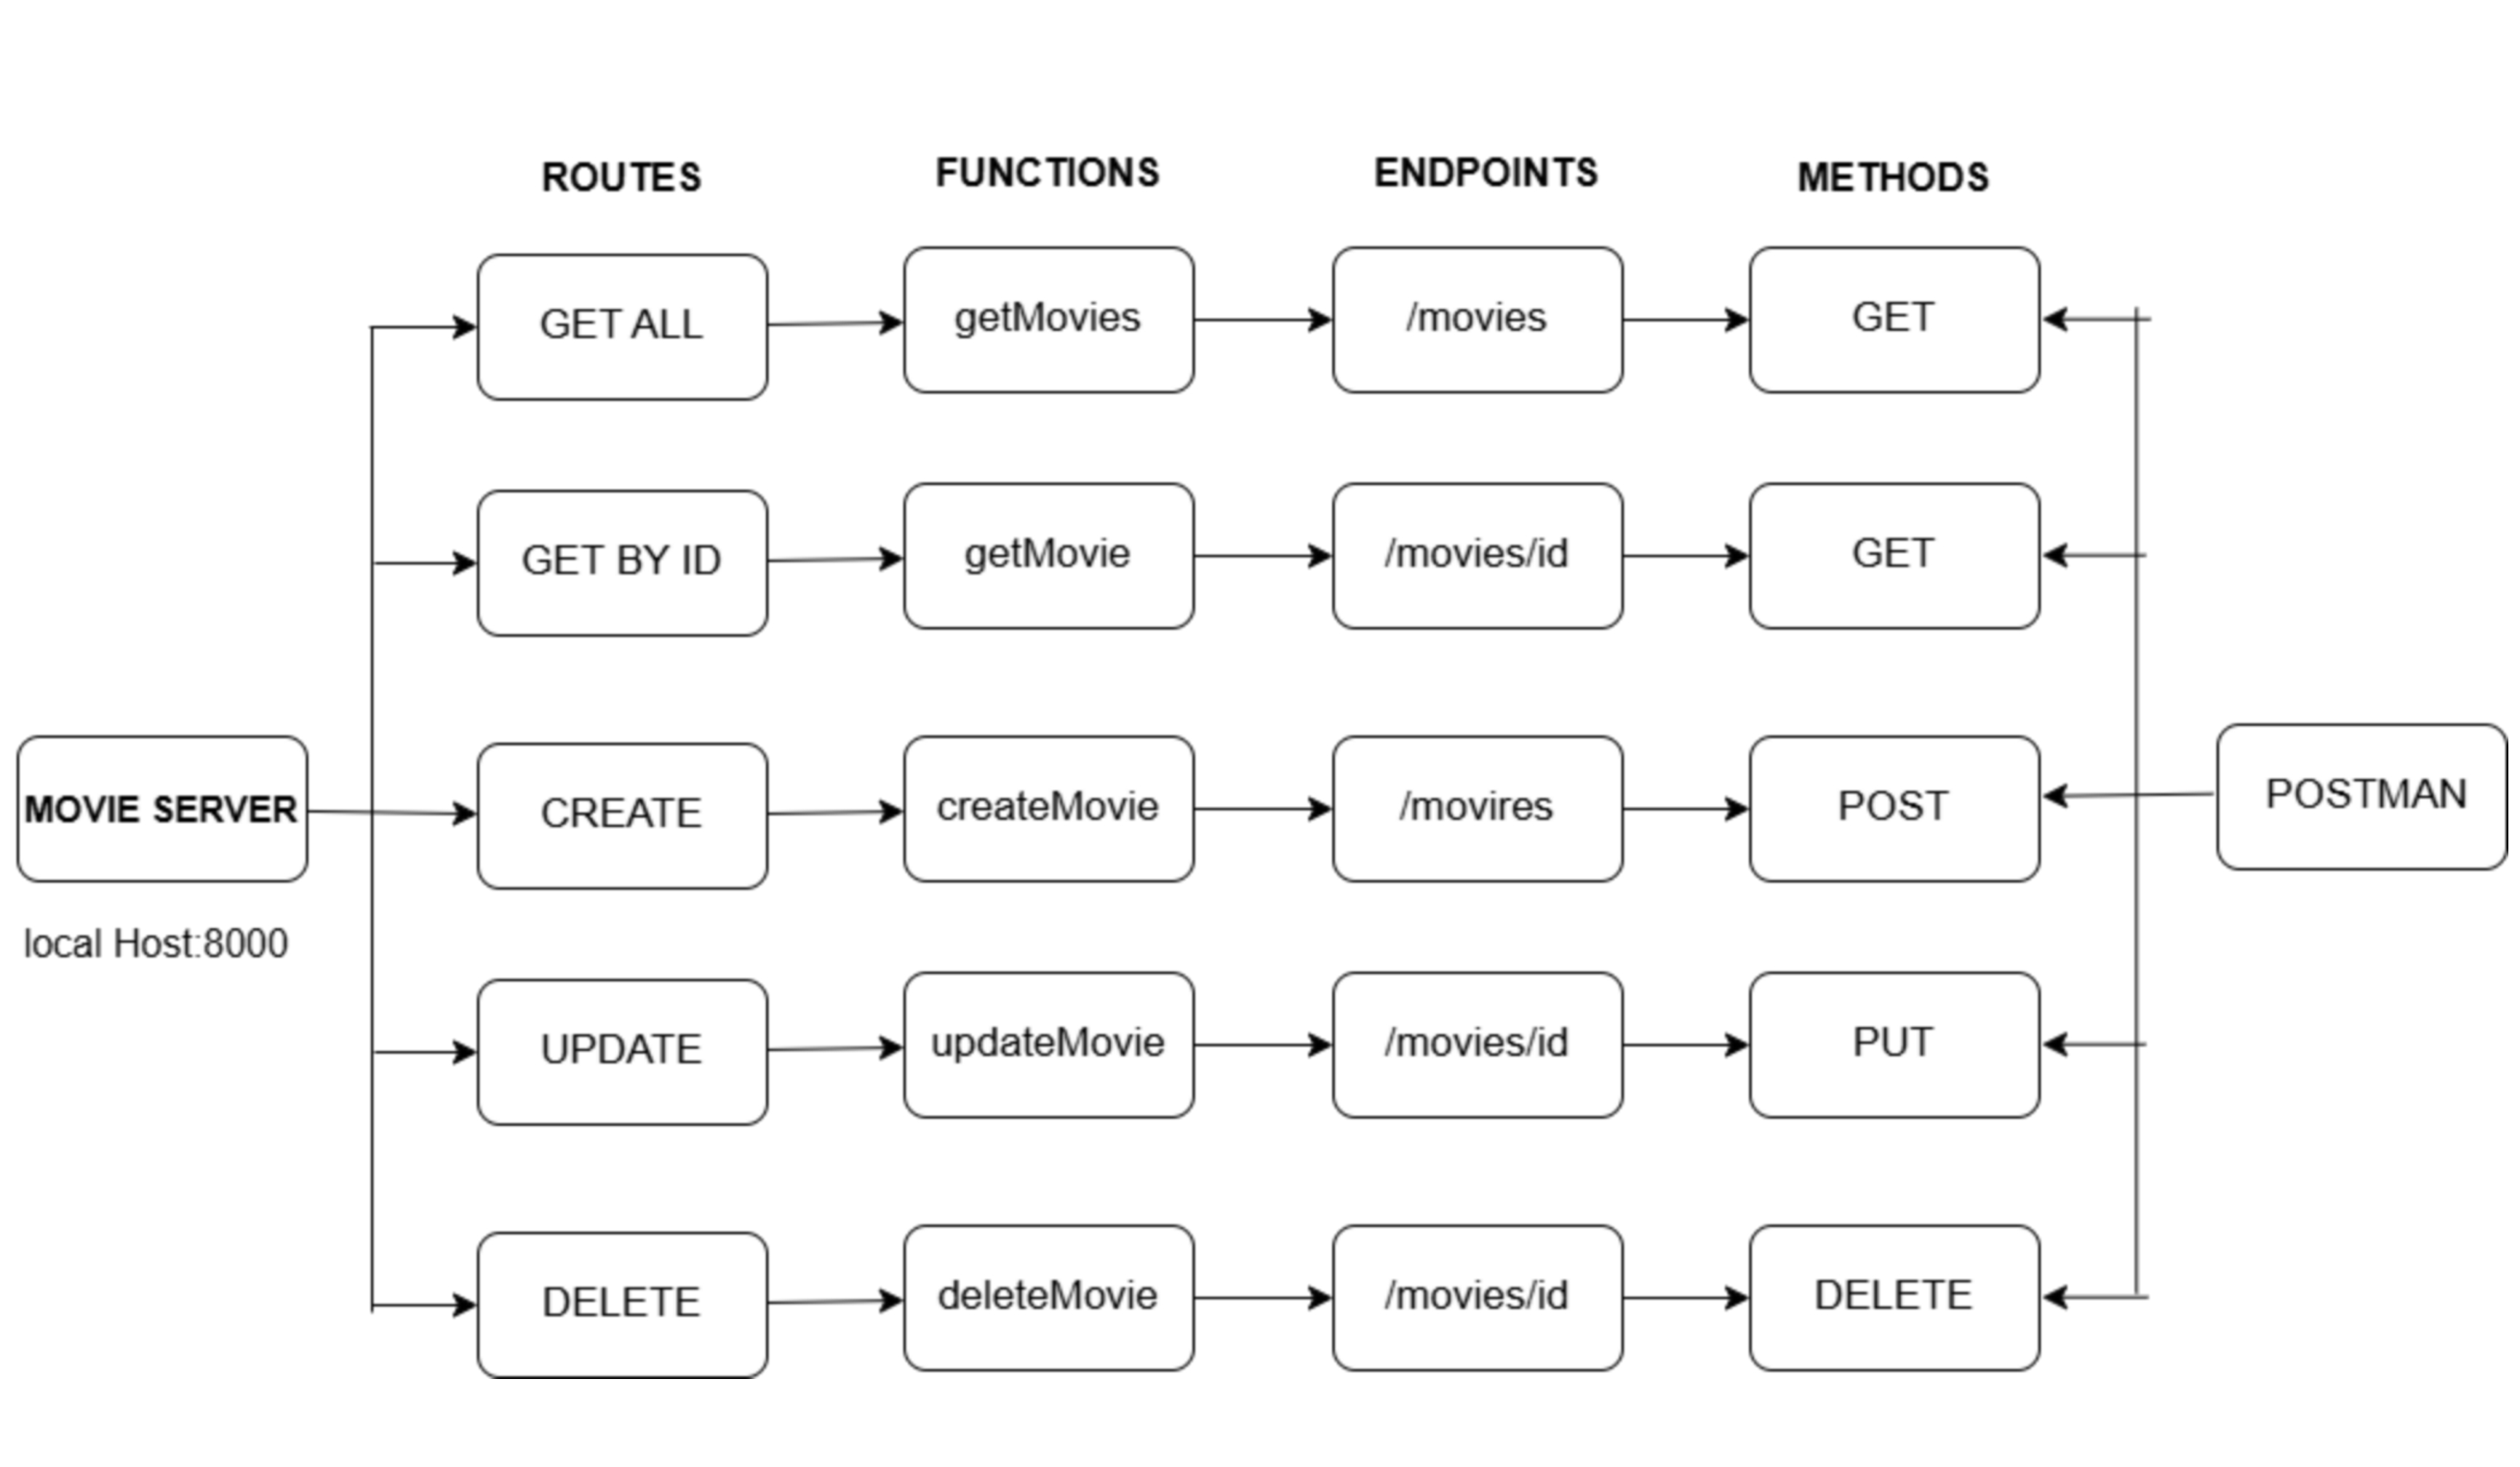 ROUTES
FUNCTIONS
ENDPOINTS
METHODS
GET ALL
getMovies
/movies
GET
GET BY ID
getMovie
/movies/id
GET
MOVIE SERVER
local Host:8000
CREATE
createMovie
/movires
POST
POSTMAN
UPDATE
updateMovie
/movies/id
PUT
DELETE
deleteMovie
/movies/id
DELETE